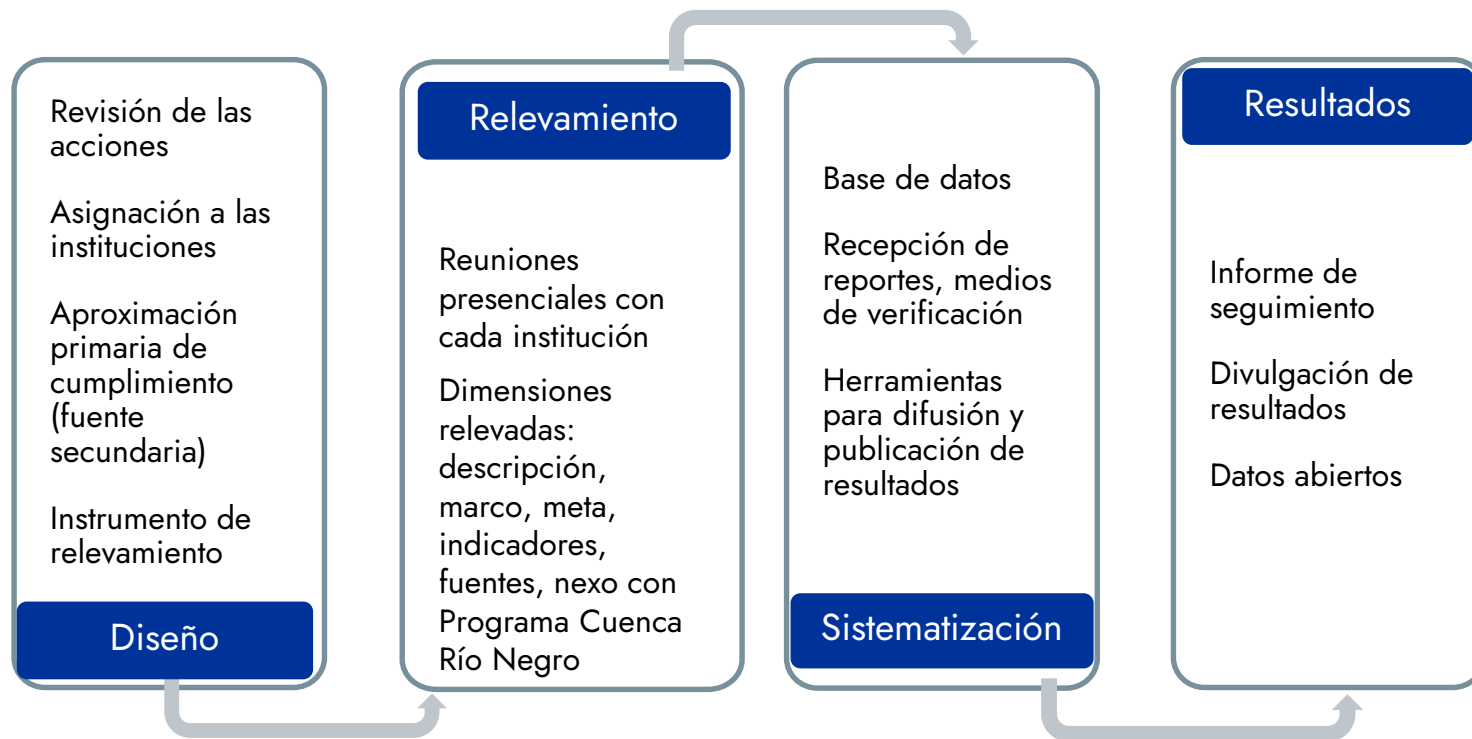 Revisión de las
acciones
Asignación a las
instituciones
Aproximación
primaria de
cumplimiento
(fuente
secundaria)
Instrumento de
relevamiento
Diseño
Relevamiento
Reuniones
presenciales con
cada institución
Dimensiones
relevadas:
descripción,
marco, meta,
indicadores,
fuentes, nexo con
Programa Cuenca
Río Negro
Base de datos
Recepción de
reportes, medios
de verificación
Herramientas
para difusión y
publicación de
resultados
Sistematización
Resultados
Informe de
seguimiento
Divulgación de
resultados
Datos abiertos